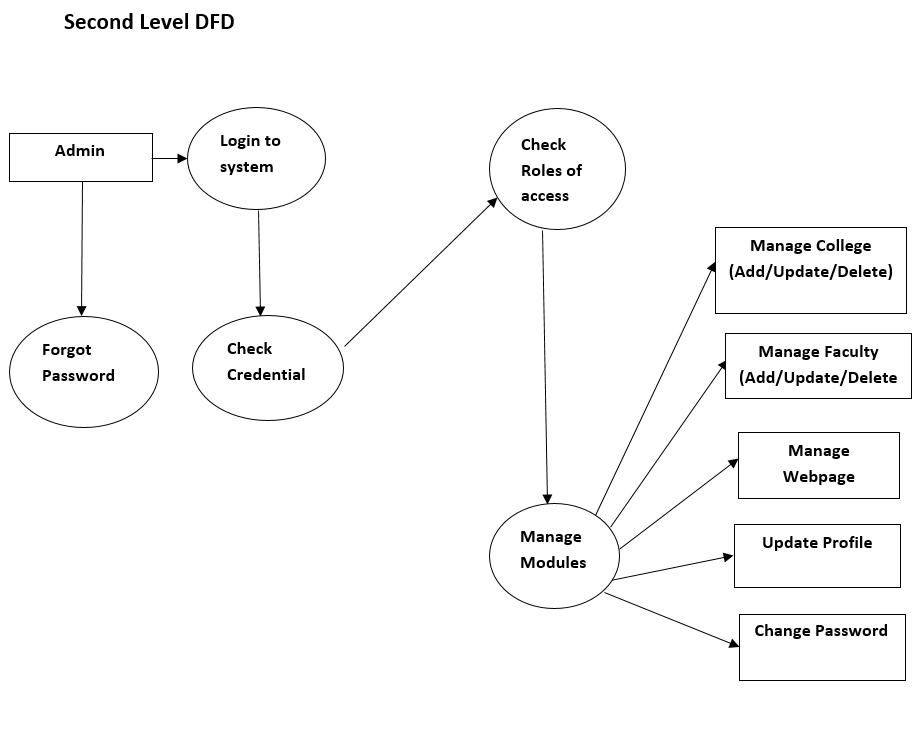 Second Level DFD
Admin
Login to
system
Check
Roles of
access
Forgot
Password
Check
Credential
Manage College
(Add/Update/Delete)
Manage Faculty
(Add/Update/Delete
Manage
Webpage
Manage
Modules
Update Profile
Change Password